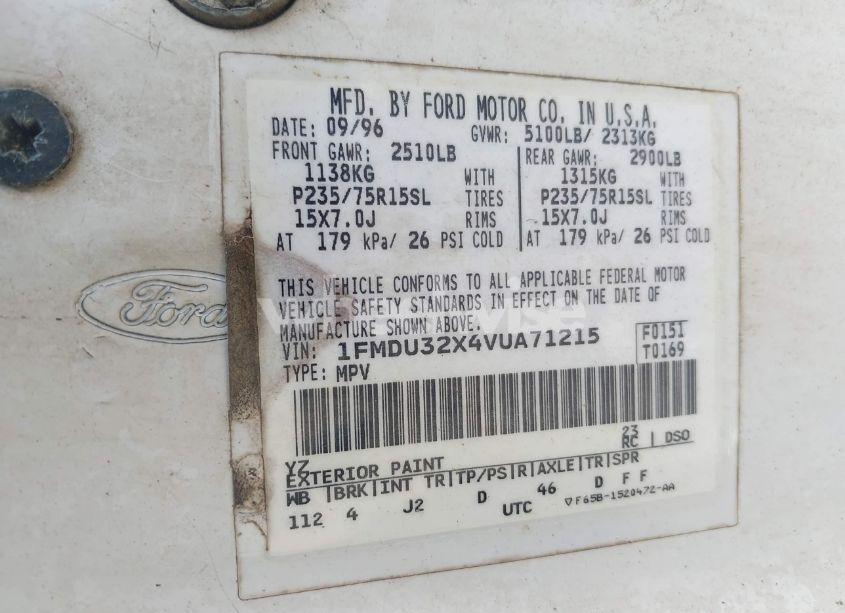 MFD. BY FORD MOTOR CO. IN U.S.A.
DATE: 09/96 GVWR: 5100LB/ 2313KG
FRONT GAWR: 2510LB REAR GAWR: 2900LB
1138KG WITH 1315KG WITH
P235/75R15SL TIRES P235/75R15SL TIRES
15X7.0J RIMS 15X7.0J RIMS
AT 179 kPa/ 26 PSI COLD AT 179 kPa/ 26 PSI COLD
THIS VEHICLE CONFORMS TO ALL APPLICABLE FEDERAL MOTOR
VEHICLE SAFETY STANDARDS IN EFFECT ON THE DATE OF
MANUFACTURE SHOWN ABOVE.
Ford
VIN: 1FMDU32X4VUA71215 F0151
TYPE: MPV T0169
23
YZ RC | DSO
EXTERIOR PAINT
WB |BRK|INT TR|TP/PS|R|AXLE|TR|SPR
112 4 J2 D 46 D F F
UTC ▽F65B-1520472-AA